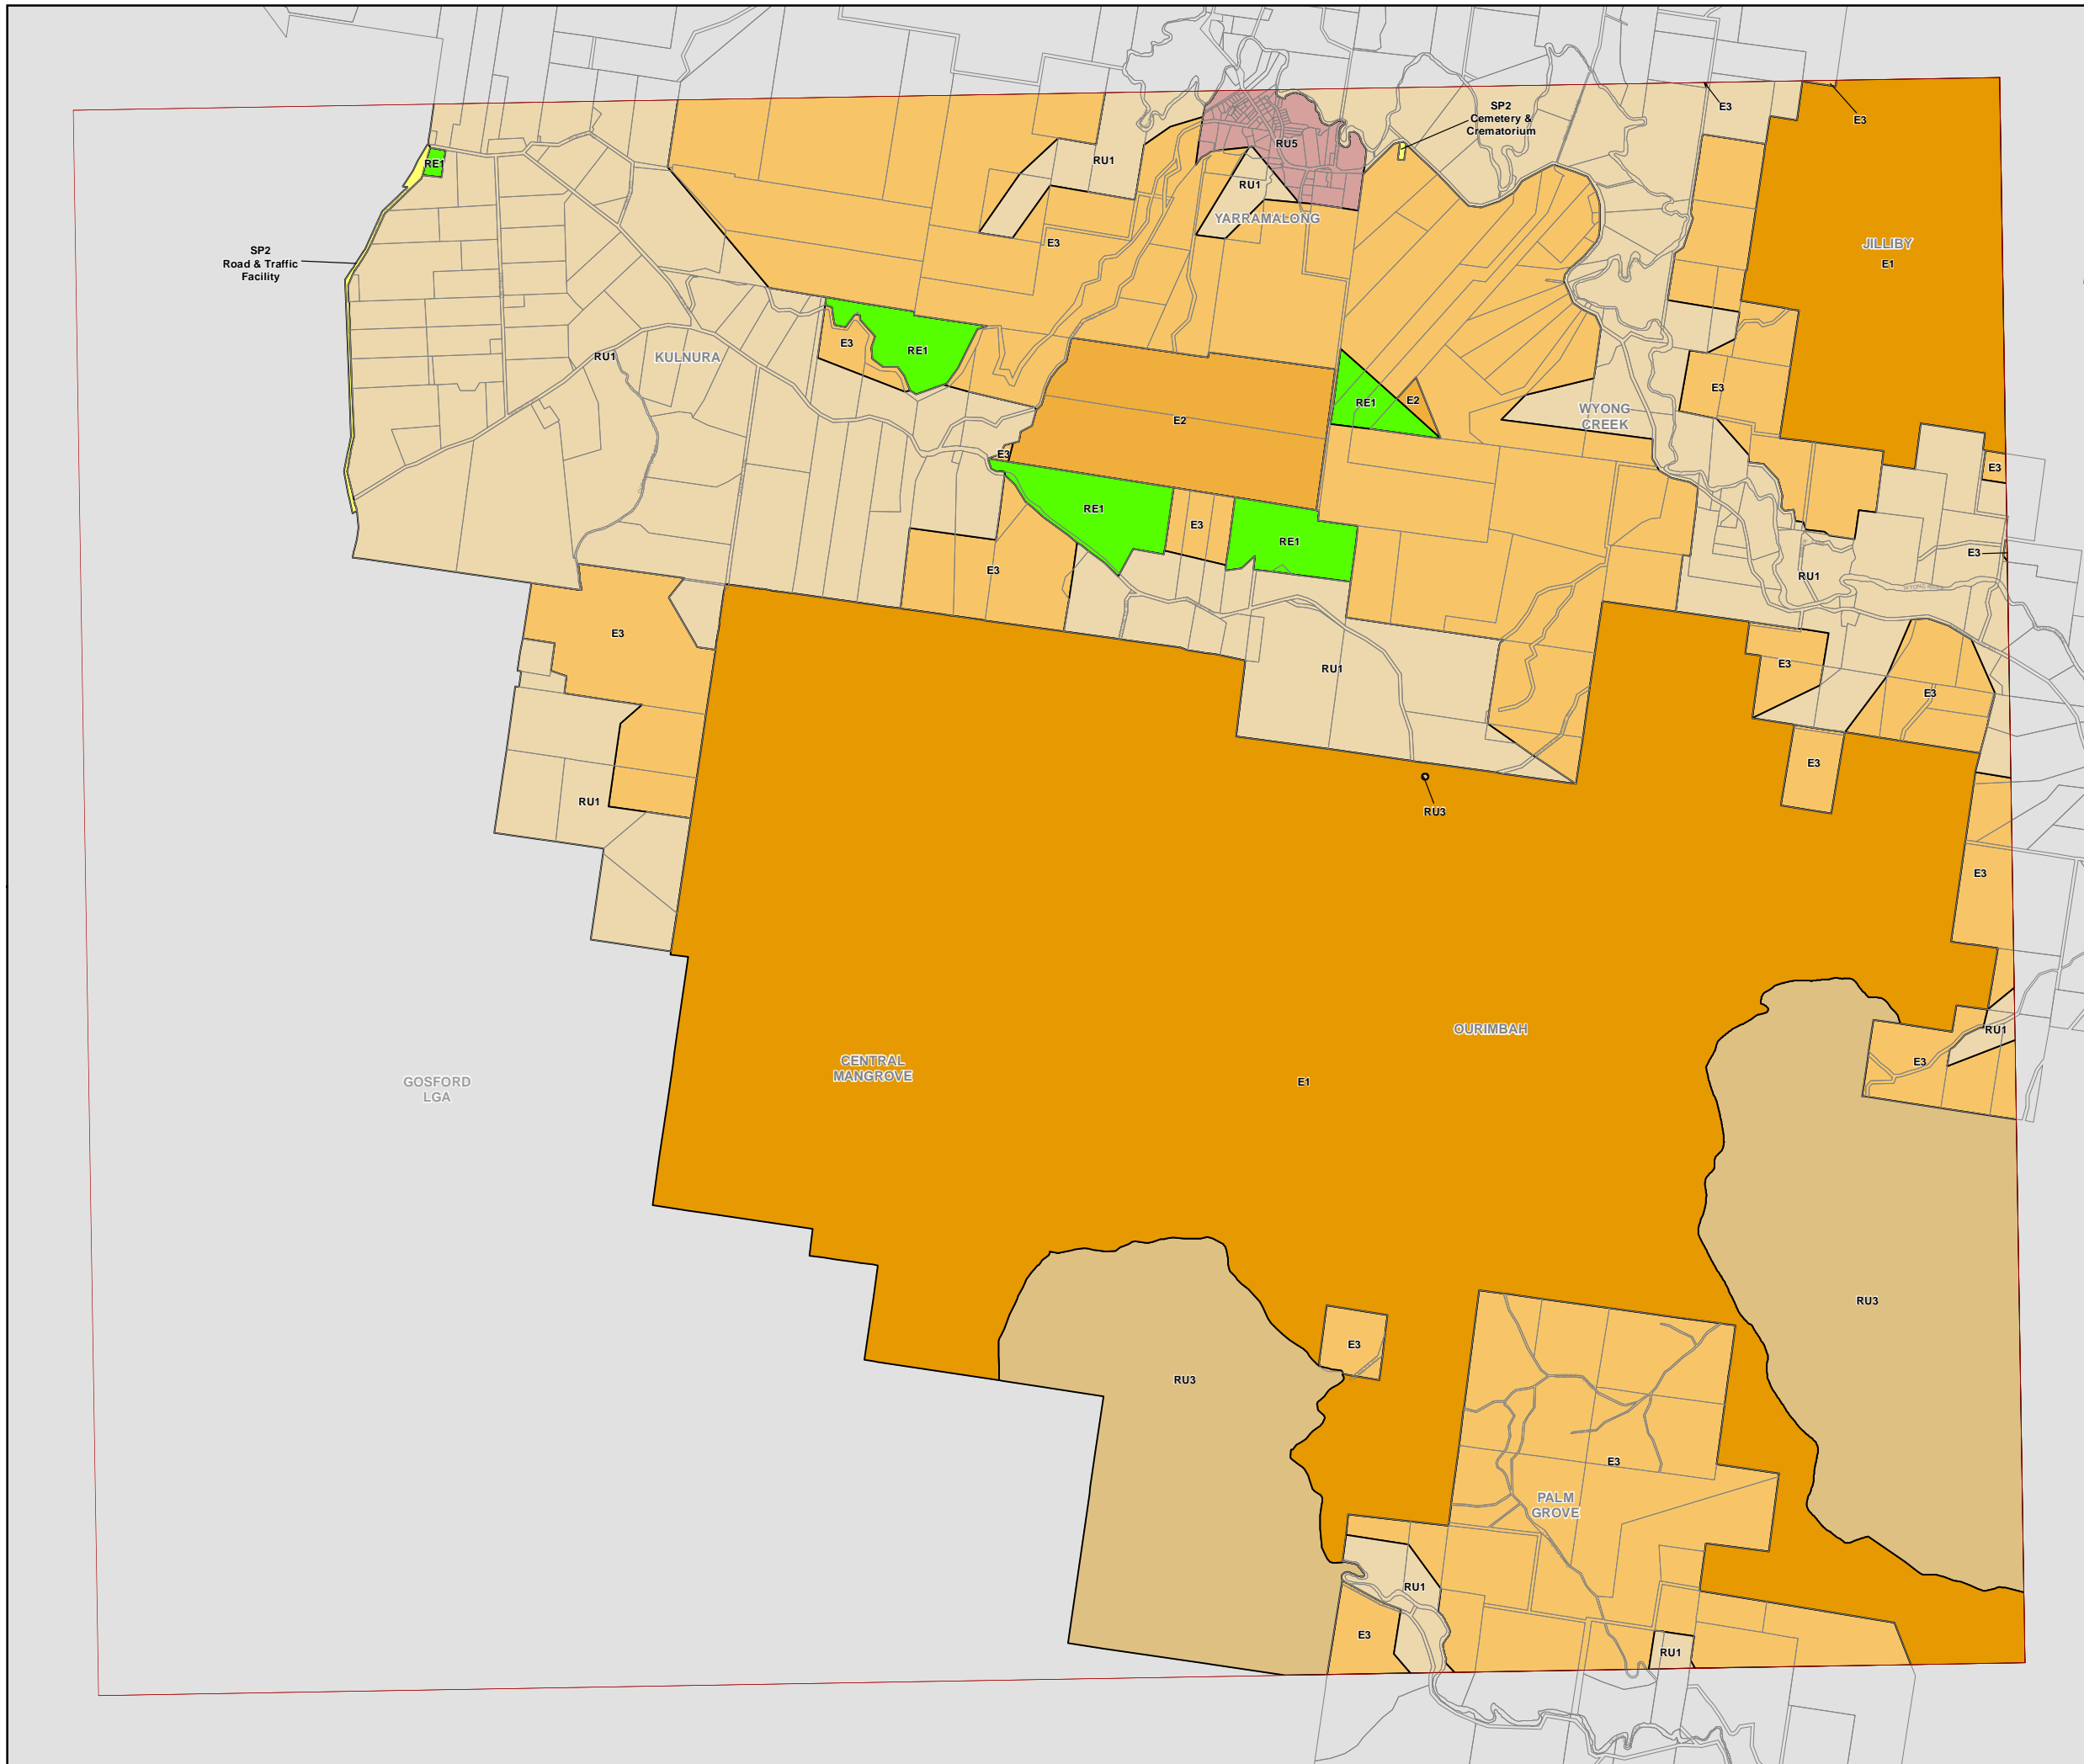 SP2
Cemetery &
Crematorium
E3
E3
RU5
RU1
RE1
RU1
YARRAMALONG
E3
JILLIBY
E1
SP2
Road & Traffic
Facility
E3
RE1
RU1
KULNURA
E3
RE1
E2
WYONG
CREEK
E2
E3
E3
RE1
E3
RE1
E3
E3
RU1
E3
E3
RU1
E3
E3
E3
RU1
RU3
E3
OURIMBAH
RU1
CENTRAL
MANGROVE
E3
GOSFORD
LGA
E1
RU3
E3
RU3
E3
PALM
GROVE
RU1
E3
RU1